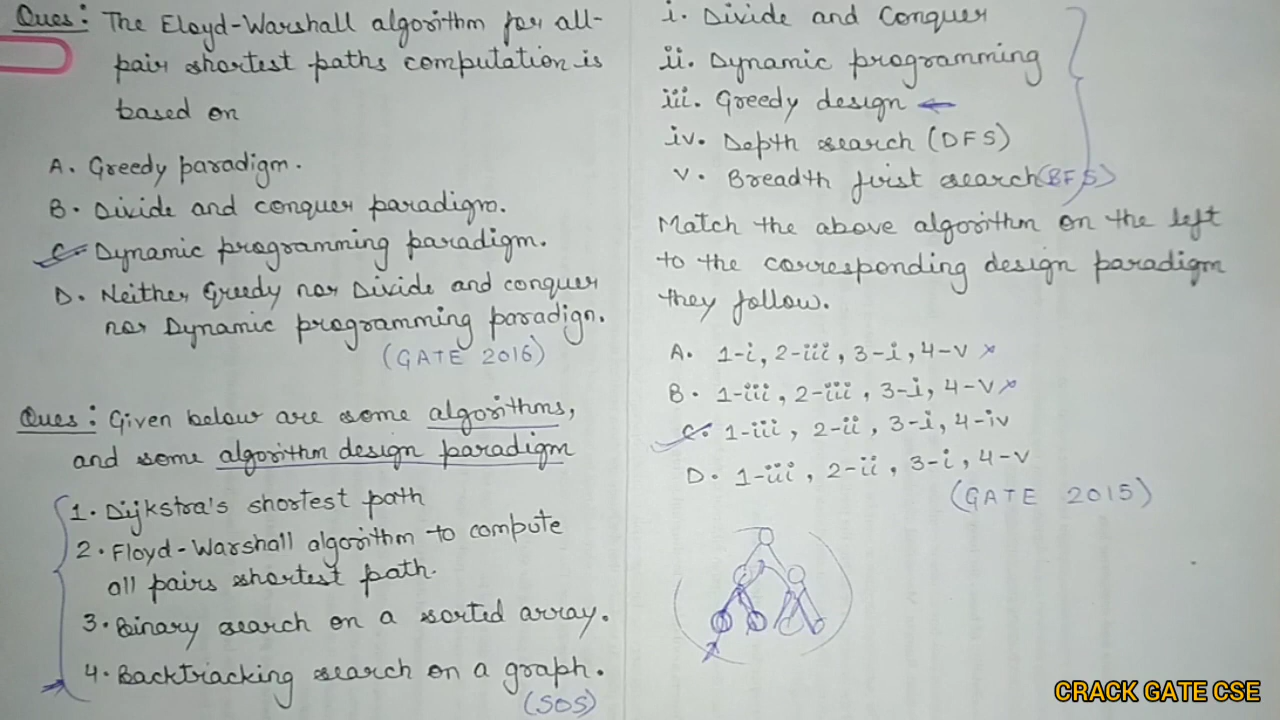 Ques: The Floyd-Warshall algorithm for all-
pair shortest paths computation is
based on
A. Greedy paradigm.
B. Divide and conquer paradigm.
C. Dynamic programming paradigm.
D. Neither Greedy nor Divide and conquer
nor Dynamic programming paradign.
(GATE 2016)
Ques: Given below are some algorithms,
and some algorithm design paradigm
1. Dijkstra's shortest path
2. Floyd-Warshall algorithm to compute
all pairs shortest path.
3. Binary search on a sorted array.
4. Backtracking search on a graph.
(SOS)
i. Divide and Conquer
ii. Dynamic programming
iii. Greedy design
iv. Depth search (DFS)
v. Breadth first search (BFS)
Match the above algorithm on the left
to the corresponding design paradigm
they follow.
A. 1-i, 2-iii, 3-i, 4-v x
B. 1-iii, 2-iii, 3-i, 4-v x
C. 1-iii, 2-ii, 3-i, 4-iv
D. 1-iii, 2-ii, 3-i, 4-v
(GATE 2015)
CRACK GATE CSE